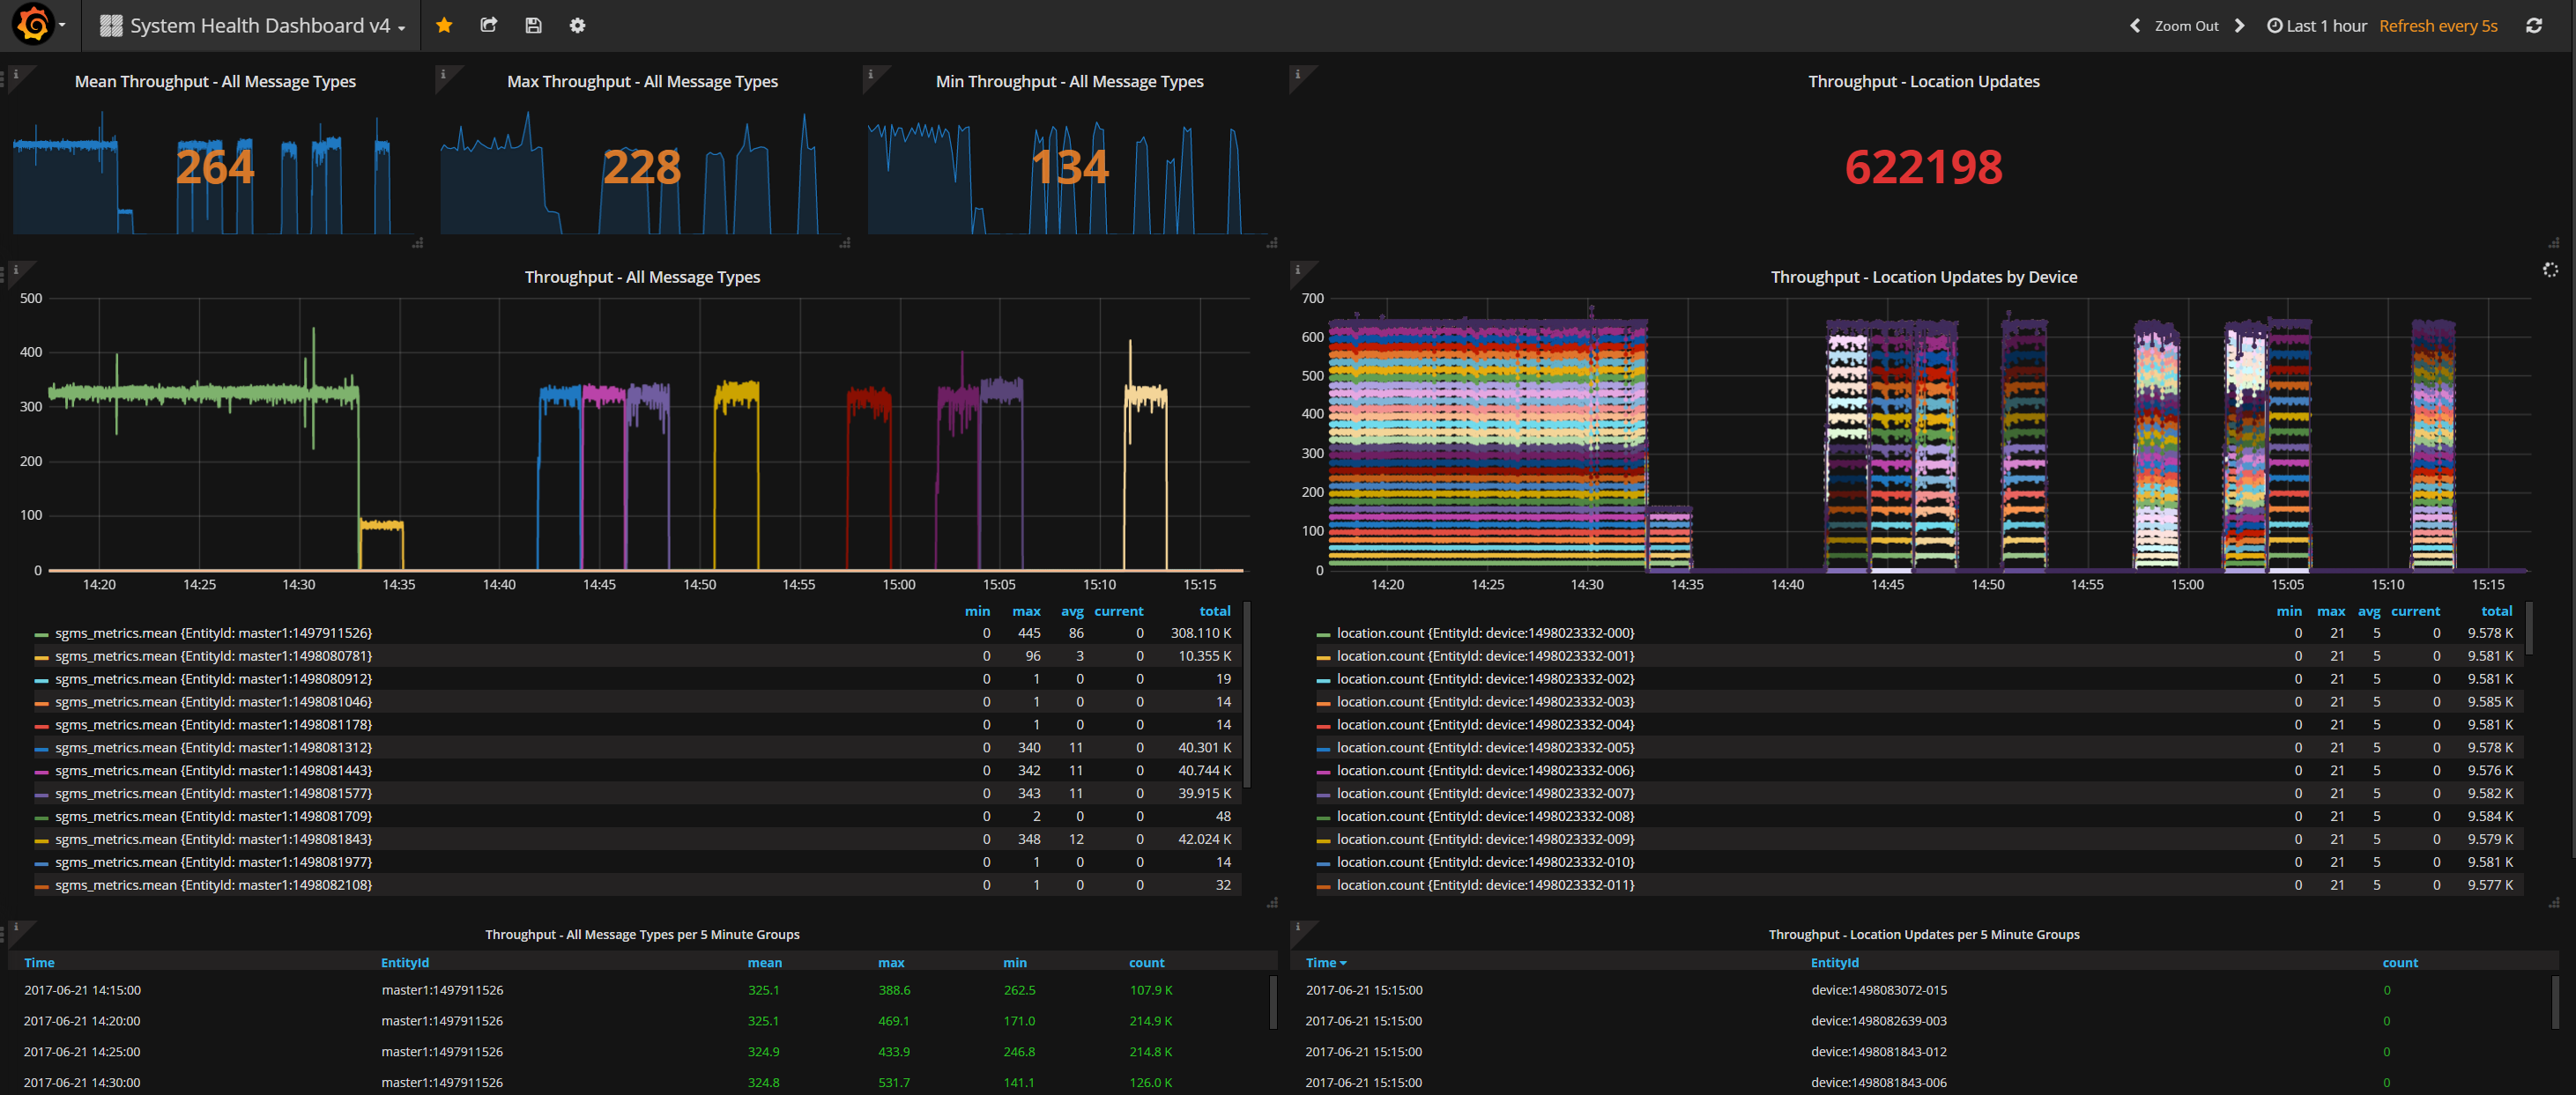 System Health Dashboard v4
Zoom Out
Last 1 hour Refresh every 5s
Mean Throughput - All Message Types
264
Max Throughput - All Message Types
228
Min Throughput - All Message Types
134
Throughput - Location Updates
622198
Throughput - All Message Types
500
400
300
200
100
0
14:20 14:25 14:30 14:35 14:40 14:45 14:50 14:55 15:00 15:05 15:10 15:15
min max avg current total
sgms_metrics.mean {EntityId: master1:1497911526} 0 445 86 0 308.110 K
sgms_metrics.mean {EntityId: master1:1498080781} 0 96 3 0 10.355 K
sgms_metrics.mean {EntityId: master1:1498080912} 0 1 0 0 19
sgms_metrics.mean {EntityId: master1:1498081046} 0 1 0 0 14
sgms_metrics.mean {EntityId: master1:1498081178} 0 1 0 0 14
sgms_metrics.mean {EntityId: master1:1498081312} 0 340 11 0 40.301 K
sgms_metrics.mean {EntityId: master1:1498081443} 0 342 11 0 40.744 K
sgms_metrics.mean {EntityId: master1:1498081577} 0 343 11 0 39.915 K
sgms_metrics.mean {EntityId: master1:1498081709} 0 2 0 0 48
sgms_metrics.mean {EntityId: master1:1498081843} 0 348 12 0 42.024 K
sgms_metrics.mean {EntityId: master1:1498081977} 0 1 0 0 14
sgms_metrics.mean {EntityId: master1:1498082108} 0 1 0 0 32
Throughput - Location Updates by Device
700
600
500
400
300
200
100
0
14:20 14:25 14:30 14:35 14:40 14:45 14:50 14:55 15:00 15:05 15:10 15:15
min max avg current total
location.count {EntityId: device:1498023332-000} 0 21 5 0 9.578 K
location.count {EntityId: device:1498023332-001} 0 21 5 0 9.581 K
location.count {EntityId: device:1498023332-002} 0 21 5 0 9.581 K
location.count {EntityId: device:1498023332-003} 0 21 5 0 9.585 K
location.count {EntityId: device:1498023332-004} 0 21 5 0 9.581 K
location.count {EntityId: device:1498023332-005} 0 21 5 0 9.578 K
location.count {EntityId: device:1498023332-006} 0 21 5 0 9.576 K
location.count {EntityId: device:1498023332-007} 0 21 5 0 9.582 K
location.count {EntityId: device:1498023332-008} 0 21 5 0 9.584 K
location.count {EntityId: device:1498023332-009} 0 21 5 0 9.579 K
location.count {EntityId: device:1498023332-010} 0 21 5 0 9.581 K
location.count {EntityId: device:1498023332-011} 0 21 5 0 9.577 K
Throughput - All Message Types per 5 Minute Groups
Time EntityId mean max min count
2017-06-21 14:15:00 master1:1497911526 325.1 388.6 262.5 107.9 K
2017-06-21 14:20:00 master1:1497911526 325.1 469.1 171.0 214.9 K
2017-06-21 14:25:00 master1:1497911526 324.9 433.9 246.8 214.8 K
2017-06-21 14:30:00 master1:1497911526 324.8 531.7 141.1 126.0 K
Throughput - Location Updates per 5 Minute Groups
Time EntityId count
2017-06-21 15:15:00 device:1498083072-015 0
2017-06-21 15:15:00 device:1498082639-003 0
2017-06-21 15:15:00 device:1498081843-012 0
2017-06-21 15:15:00 device:1498081843-006 0